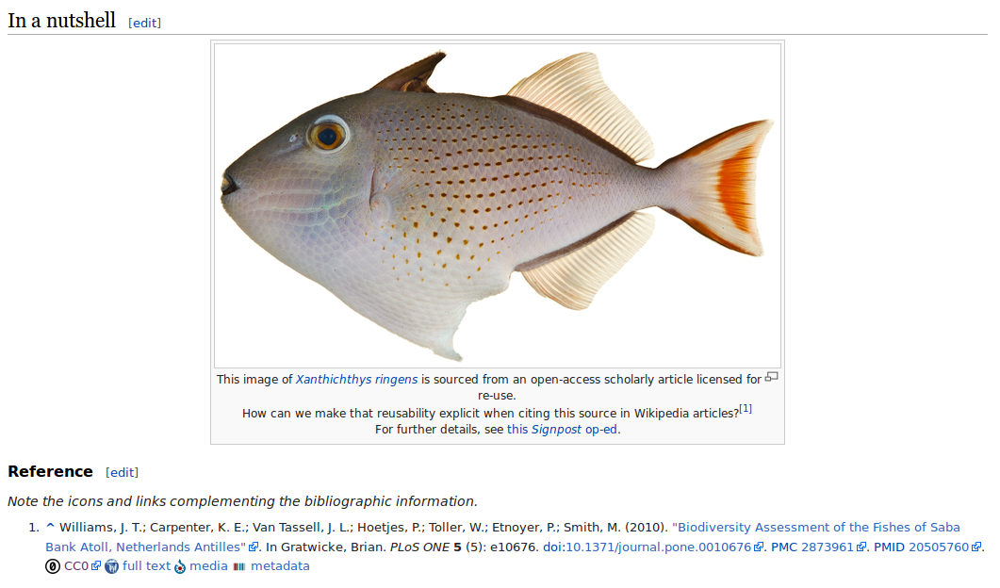 In a nutshell [edit]
This image of Xanthichthys ringens is sourced from an open-access scholarly article licensed for
re-use.
How can we make that reusability explicit when citing this source in Wikipedia articles?[1]
For further details, see this Signpost op-ed.
Reference [edit]
Note the icons and links complementing the bibliographic information.
1. ^ Williams, J. T.; Carpenter, K. E.; Van Tassell, J. L.; Hoetjes, P.; Toller, W.; Etnoyer, P.; Smith, M. (2010). "Biodiversity Assessment of the Fishes of Saba
Bank Atoll, Netherlands Antilles". In Gratwicke, Brian. PLoS ONE 5 (5): e10676. doi:10.1371/journal.pone.0010676. PMC 2873961. PMID 20505760.
CC0 full text media metadata